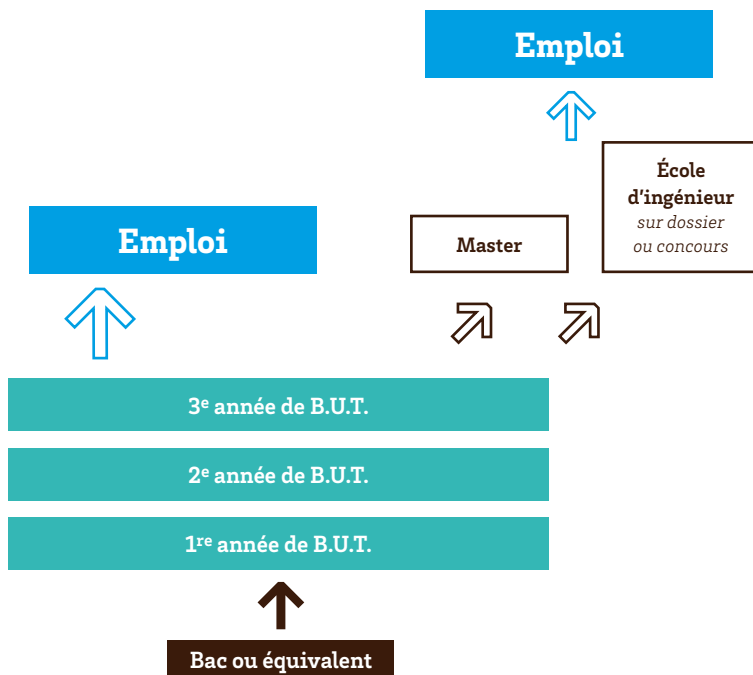 Emploi
École
d'ingénieur
sur dossier
ou concours
Emploi
Master
3e année de B.U.T.
2e année de B.U.T.
1re année de B.U.T.
Bac ou équivalent